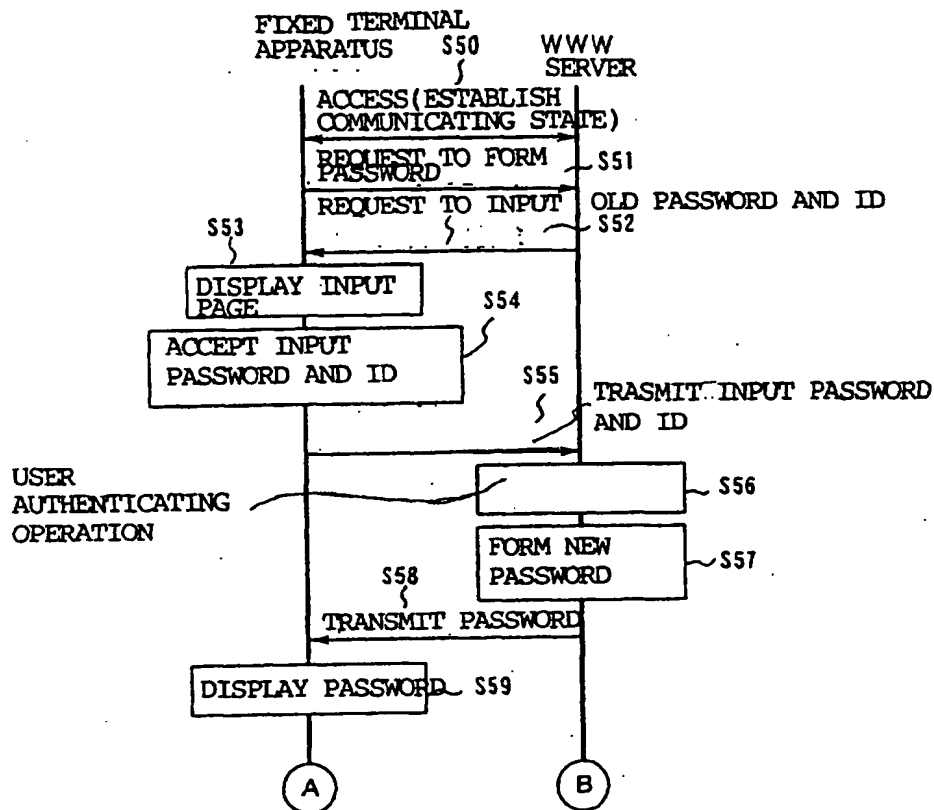 FIXED TERMINAL
APPARATUS
S50
WWW
SERVER
ACCESS(ESTABLISH
COMMUNICATING STATE)
REQUEST TO FORM
PASSWORD
S51
REQUEST TO INPUT OLD PASSWORD AND ID
S52
S53
DISPLAY INPUT
PAGE
S54
ACCEPT INPUT
PASSWORD AND ID
S55
TRASMIT INPUT PASSWORD
AND ID
USER
AUTHENTICATING
OPERATION
S56
FORM NEW
PASSWORD
S57
S58
TRANSMIT PASSWORD
DISPLAY PASSWORD
S59
A
B